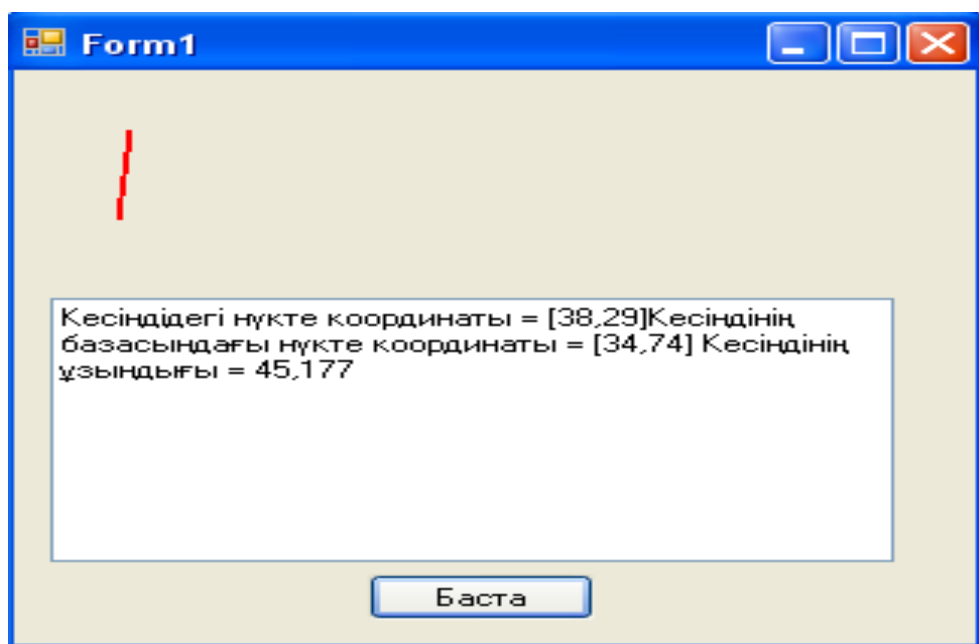 Form1
Кесіндідегі нүкте координаты = [38,29]Кесіндінің
базасындағы нүкте координаты = [34,74] Кесіндінің
ұзындығы = 45,177
Баста